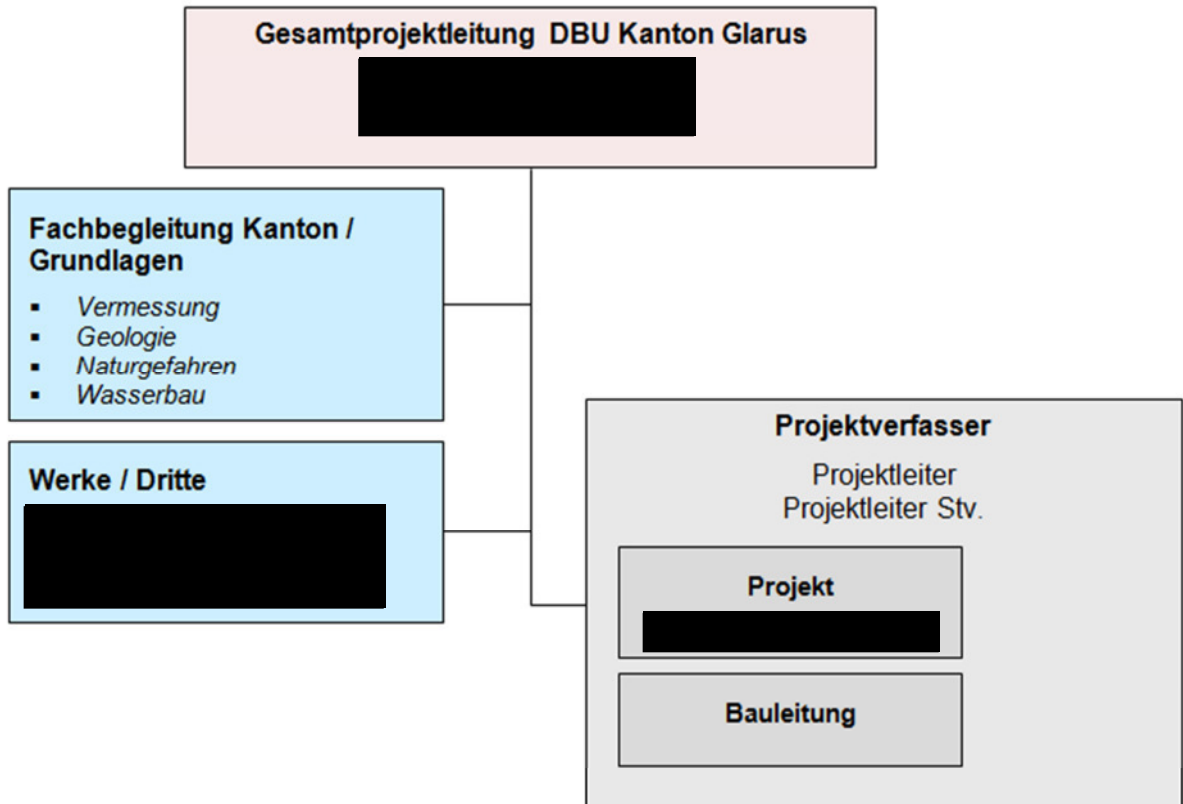 Gesamtprojektleitung DBU Kanton Glarus
Fachbegleitung Kanton /
Grundlagen
▪ Vermessung
▪ Geologie
▪ Naturgefahren
▪ Wasserbau
Werke / Dritte
Projektverfasser
Projektleiter
Projektleiter Stv.
Projekt
Bauleitung